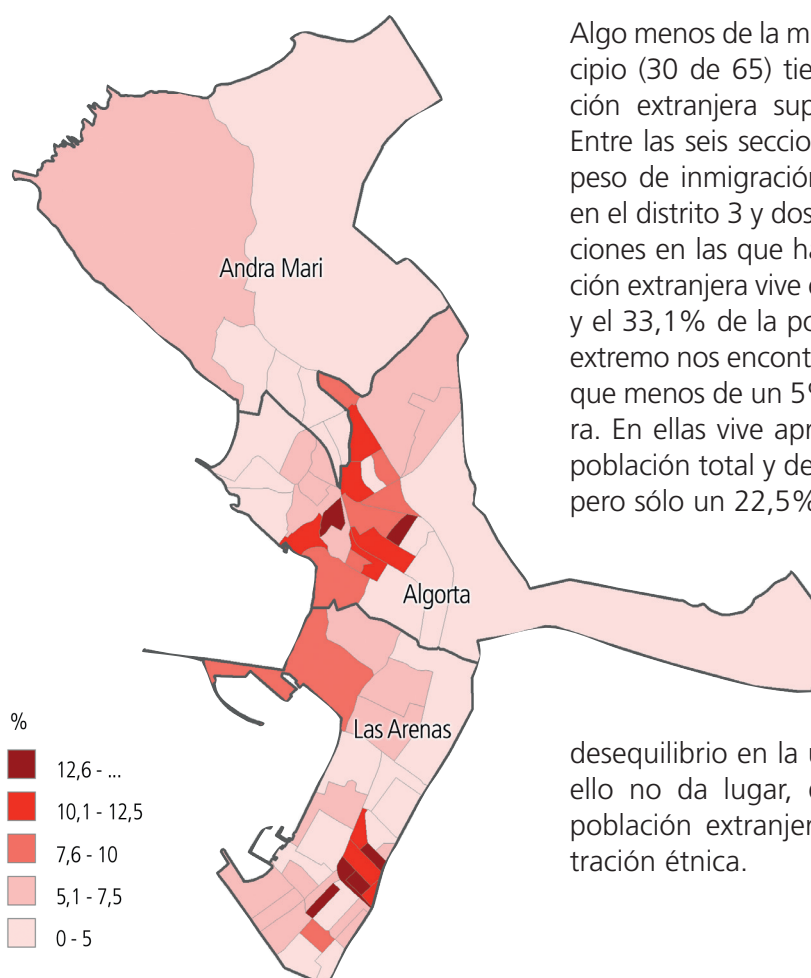 Algo menos de la m
cipio (30 de 65) tie
ción extranjera sup
Entre las seis seccio
peso de inmigración
en el distrito 3 y dos
ciones en las que ha
ción extranjera vive
y el 33,1% de la po
extremo nos encont
que menos de un 5%
ra. En ellas vive apr
población total y de
pero sólo un 22,5%
Andra Mari
Algorta
Las Arenas
%
12,6 - ...
10,1 - 12,5
7,6 - 10
5,1 - 7,5
0 - 5
desequilibrio en la
ello no da lugar,
población extranjer
tración étnica.